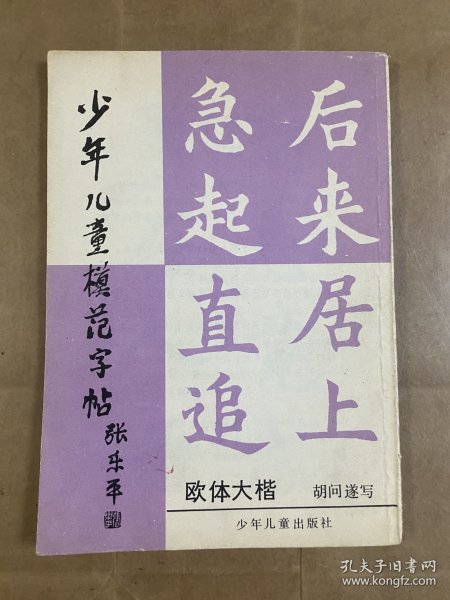 少年儿童模范字帖
张乐平
后来居上
急起直追
欧体大楷
胡问遂写
少年儿童出版社
孔夫子旧书网
www.kongfz.com